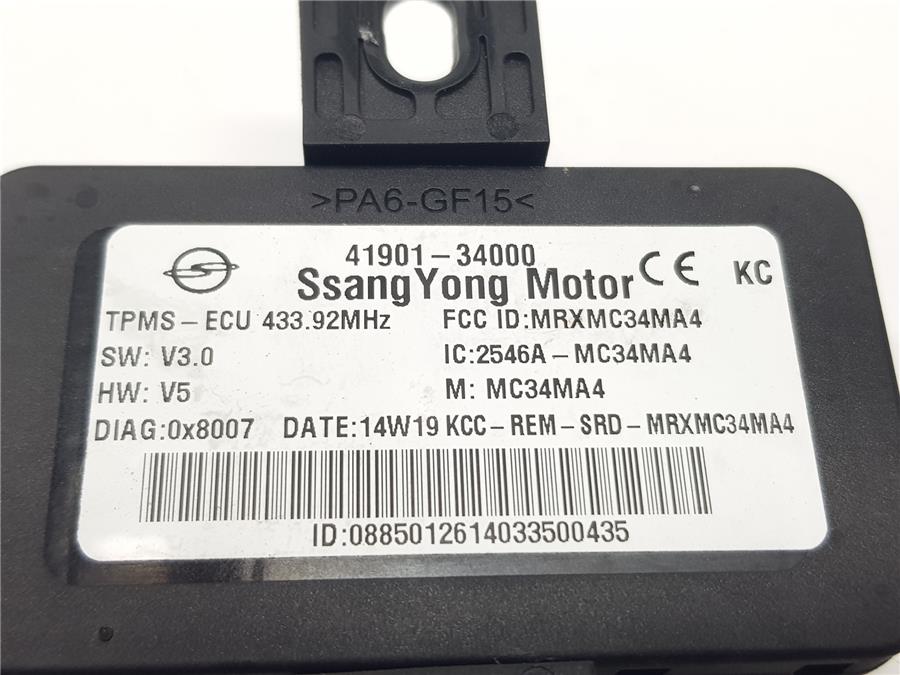 >PA6-GF15<
41901-34000
SsangYong Motor CE KC
TPMS-ECU 433.92MHz FCC ID:MRXMC34MA4
SW: V3.0 IC:2546A-MC34MA4
HW: V5 M: MC34MA4
DIAG:0x8007 DATE:14W19 KCC-REM-SRD-MRXMC34MA4
ID:0885012614033500435